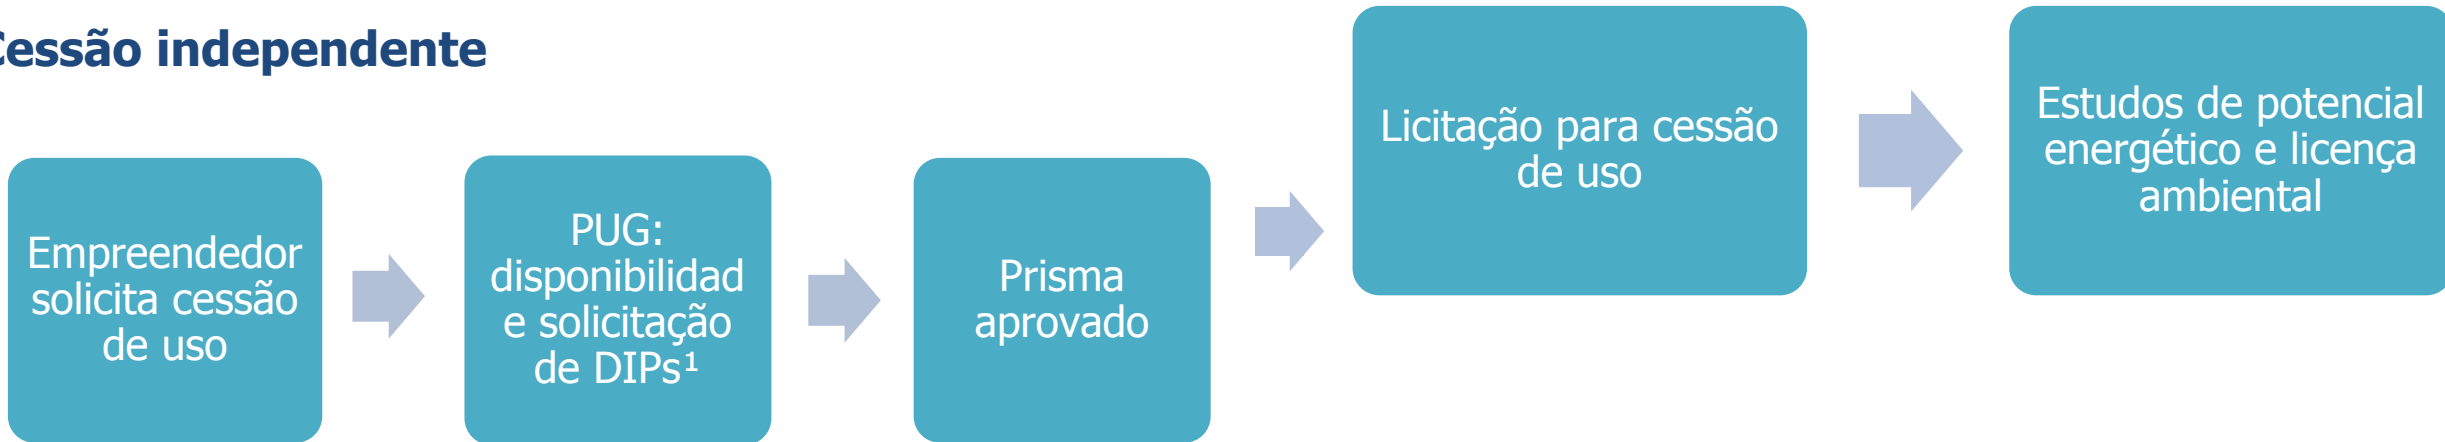 Cessão independente
Empreendedor
solicita cessão
de uso
PUG:
disponibilidad
e solicitação
de DIPs¹
Prisma
aprovado
Licitação para cessão
de uso
Estudos de potencial
energético e licença
ambiental